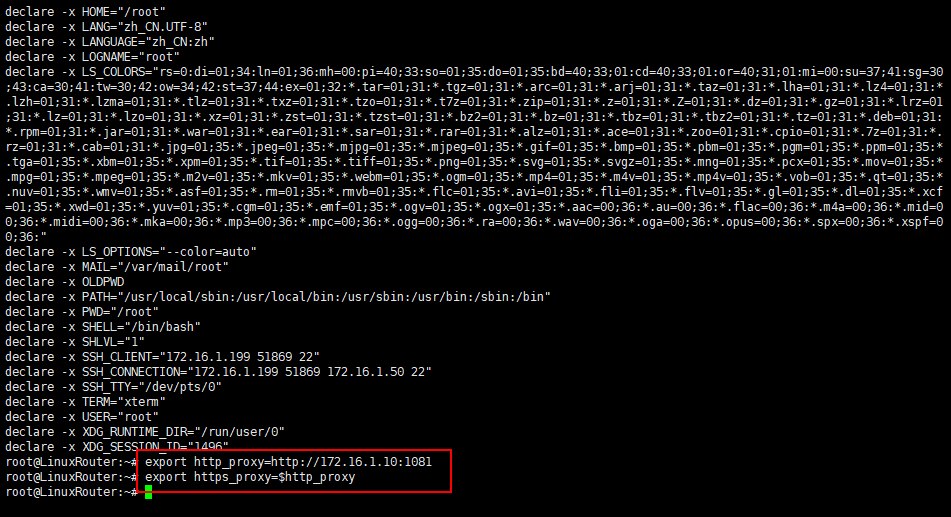 declare -x HOME="/root"
declare -x LANG="zh_CN.UTF-8"
declare -x LANGUAGE="zh_CN:zh"
declare -x LOGNAME="root"
declare -x LS_COLORS="rs=0:di=01;34:ln=01;36:mh=00:pi=40;33:so=01;35:do=01;35:bd=40;33;01:cd=40;33;01:or=40;31;01:mi=00:su=37;41:sg=30
;43:ca=30;41:tw=30;42:ow=34;42:st=37;44:ex=01;32:*.tar=01;31:*.tgz=01;31:*.arc=01;31:*.arj=01;31:*.taz=01;31:*.lha=01;31:*.lz4=01;31:*
.lzh=01;31:*.lzma=01;31:*.tlz=01;31:*.txz=01;31:*.tzo=01;31:*.t7z=01;31:*.zip=01;31:*.z=01;31:*.Z=01;31:*.dz=01;31:*.gz=01;31:*.lrz=01
;31:*.lz=01;31:*.lzo=01;31:*.xz=01;31:*.zst=01;31:*.tzst=01;31:*.bz2=01;31:*.bz=01;31:*.tbz=01;31:*.tbz2=01;31:*.tz=01;31:*.deb=01;31:
*.rpm=01;31:*.jar=01;31:*.war=01;31:*.ear=01;31:*.sar=01;31:*.rar=01;31:*.alz=01;31:*.ace=01;31:*.zoo=01;31:*.cpio=01;31:*.7z=01;31:*.
rz=01;31:*.cab=01;31:*.jpg=01;35:*.jpeg=01;35:*.mjpg=01;35:*.mjpeg=01;35:*.gif=01;35:*.bmp=01;35:*.pbm=01;35:*.pgm=01;35:*.ppm=01;35:*
.tga=01;35:*.xbm=01;35:*.xpm=01;35:*.tif=01;35:*.tiff=01;35:*.png=01;35:*.svg=01;35:*.svgz=01;35:*.mng=01;35:*.pcx=01;35:*.mov=01;35:*
.mpg=01;35:*.mpeg=01;35:*.m2v=01;35:*.mkv=01;35:*.webm=01;35:*.ogm=01;35:*.mp4=01;35:*.m4v=01;35:*.mp4v=01;35:*.vob=01;35:*.qt=01;35:*
.nuv=01;35:*.wmv=01;35:*.asf=01;35:*.rm=01;35:*.rmvb=01;35:*.flc=01;35:*.avi=01;35:*.fli=01;35:*.flv=01;35:*.gl=01;35:*.dl=01;35:*.xcf
=01;35:*.xwd=01;35:*.yuv=01;35:*.cgm=01;35:*.emf=01;35:*.ogv=01;35:*.ogx=01;35:*.aac=00;36:*.au=00;36:*.flac=00;36:*.m4a=00;36:*.mid=0
0;36:*.midi=00;36:*.mka=00;36:*.mp3=00;36:*.mpc=00;36:*.ogg=00;36:*.ra=00;36:*.wav=00;36:*.oga=00;36:*.opus=00;36:*.spx=00;36:*.xspf=0
0;36:"
declare -x LS_OPTIONS="--color=auto"
declare -x MAIL="/var/mail/root"
declare -x OLDPWD
declare -x PATH="/usr/local/sbin:/usr/local/bin:/usr/sbin:/usr/bin:/sbin:/bin"
declare -x PWD="/root"
declare -x SHELL="/bin/bash"
declare -x SHLVL="1"
declare -x SSH_CLIENT="172.16.1.199 51869 22"
declare -x SSH_CONNECTION="172.16.1.199 51869 172.16.1.50 22"
declare -x SSH_TTY="/dev/pts/0"
declare -x TERM="xterm"
declare -x USER="root"
declare -x XDG_RUNTIME_DIR="/run/user/0"
declare -x XDG_SESSION_ID="1496"
root@LinuxRouter:~# export http_proxy=http://172.16.1.10:1081
root@LinuxRouter:~# export https_proxy=$http_proxy
root@LinuxRouter:~#